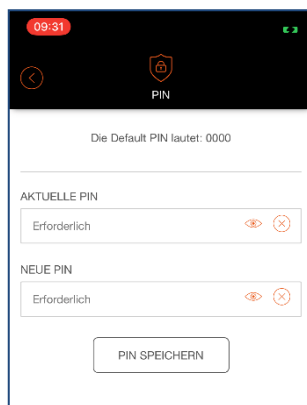 09:31
PIN
Die Default PIN lautet: 0000
AKTUELLE PIN
Erforderlich
NEUE PIN
Erforderlich
PIN SPEICHERN